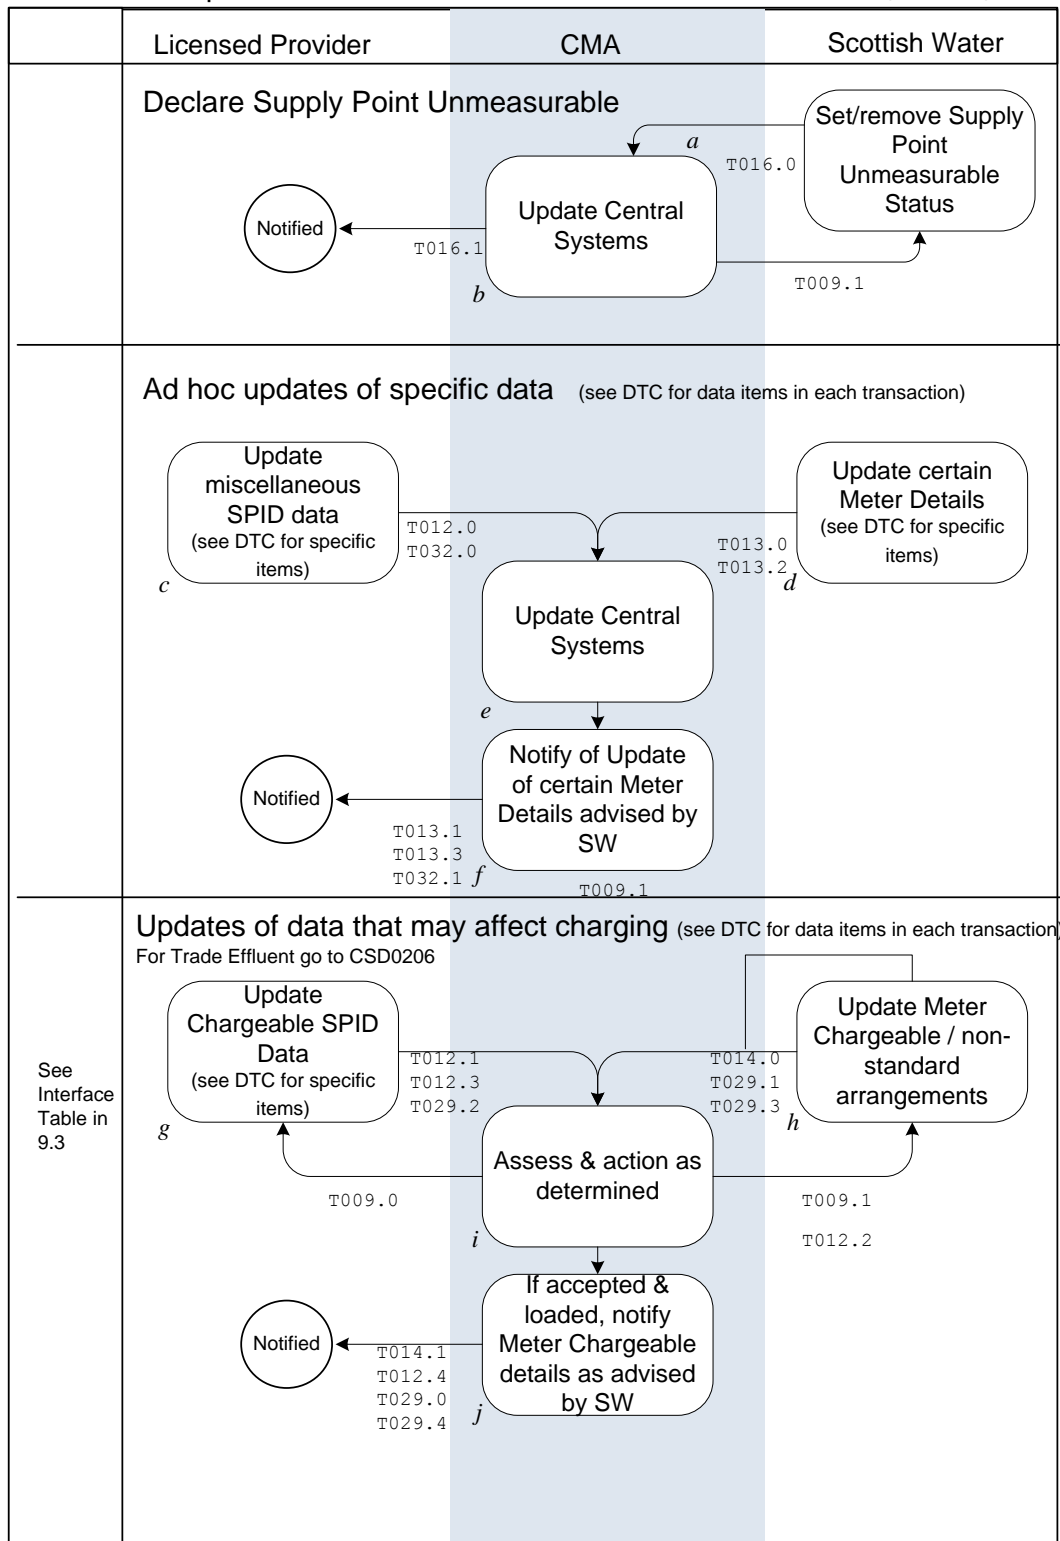 Licensed Provider
CMA
Scottish Water
Declare Supply Point Unmeasurable
Set/remove Supply
Point
Unmeasurable
Status
a
T016.0
Update Central
Systems
Notified
T016.1
T009.1
b
Ad hoc updates of specific data (see DTC for data items in each transaction)
Update
miscellaneous
SPID data
(see DTC for specific
items)
c
T012.0
T032.0
Update certain
Meter Details
(see DTC for specific
items)
T013.0
T013.2
d
Update Central
Systems
e
Notify of Update
of certain Meter
Details advised by
SW
Notified
T013.1
T013.3
T032.1
f
T009.1
Updates of data that may affect charging (see DTC for data items in each transaction)
For Trade Effluent go to CSD0206
See
Interface
Table in
9.3
Update
Chargeable SPID
Data
(see DTC for specific
items)
g
T012.1
T012.3
T029.2
Update Meter
Chargeable / non-
standard
arrangements
T014.0
T029.1
T029.3
h
Assess & action as
determined
T009.0
T009.1
T012.2
i
If accepted &
loaded, notify
Meter Chargeable
details as advised
by SW
Notified
T014.1
T012.4
T029.0
T029.4
j